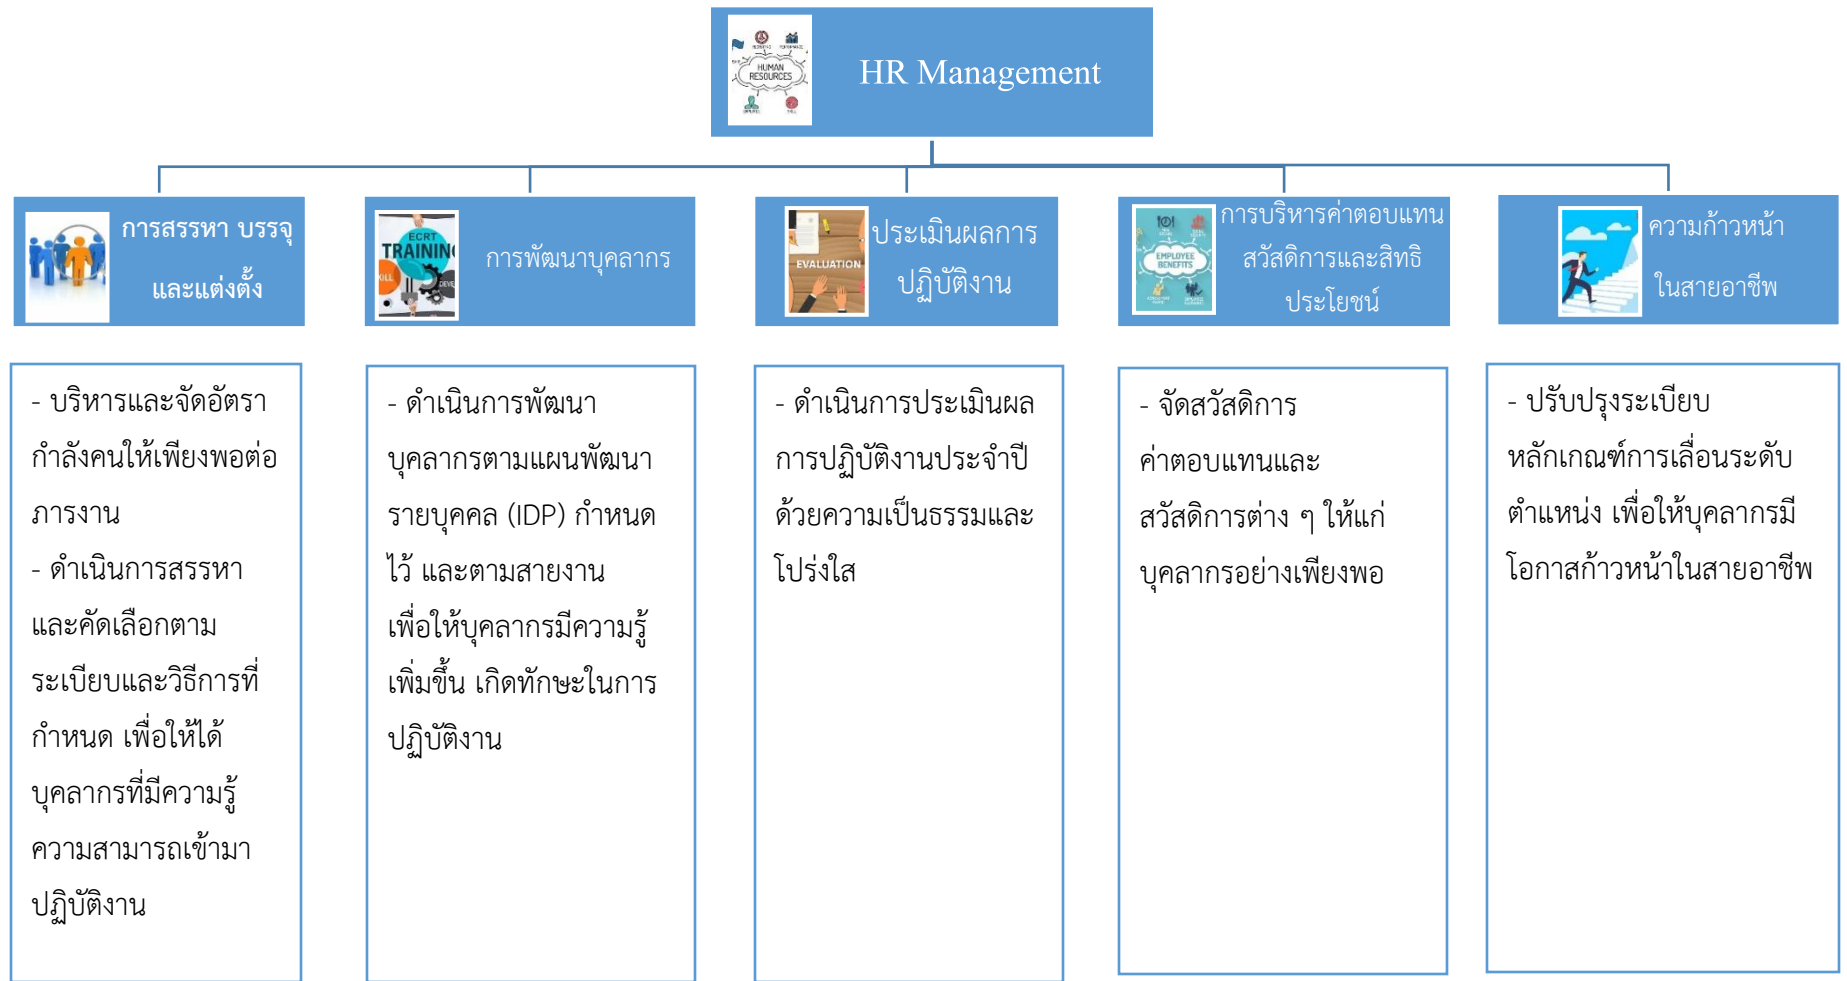 HR Management
HUMAN
RESOURCES
การสรรหา บรรจุ
และแต่งตั้ง
ECRT
TRAINING
การพัฒนาบุคลากร
EVALUATION
ประเมินผลการ
ปฏิบัติงาน
EMPLOYEE
BENEFITS
การบริหารค่าตอบแทน
สวัสดิการและสิทธิ
ประโยชน์
ความก้าวหน้า
ในสายอาชีพ
- บริหารและจัดอัตรา
กำลังคนให้เพียงพอต่อ
ภารงาน
- ดำเนินการสรรหา
และคัดเลือกตาม
ระเบียบและวิธีการที่
กำหนด เพื่อให้ได้
บุคลากรที่มีความรู้
ความสามารถเข้ามา
ปฏิบัติงาน
- ดำเนินการพัฒนา
บุคลากรตามแผนพัฒนา
รายบุคคล (IDP) กำหนด
ไว้ และตามสายงาน
เพื่อให้บุคลากรมีความรู้
เพิ่มขึ้น เกิดทักษะในการ
ปฏิบัติงาน
- ดำเนินการประเมินผล
การปฏิบัติงานประจำปี
ด้วยความเป็นธรรมและ
โปร่งใส
- จัดสวัสดิการ
ค่าตอบแทนและ
สวัสดิการต่าง ๆ ให้แก่
บุคลากรอย่างเพียงพอ
- ปรับปรุงระเบียบ
หลักเกณฑ์การเลื่อนระดับ
ตำแหน่ง เพื่อให้บุคลากรมี
โอกาสก้าวหน้าในสายอาชีพ